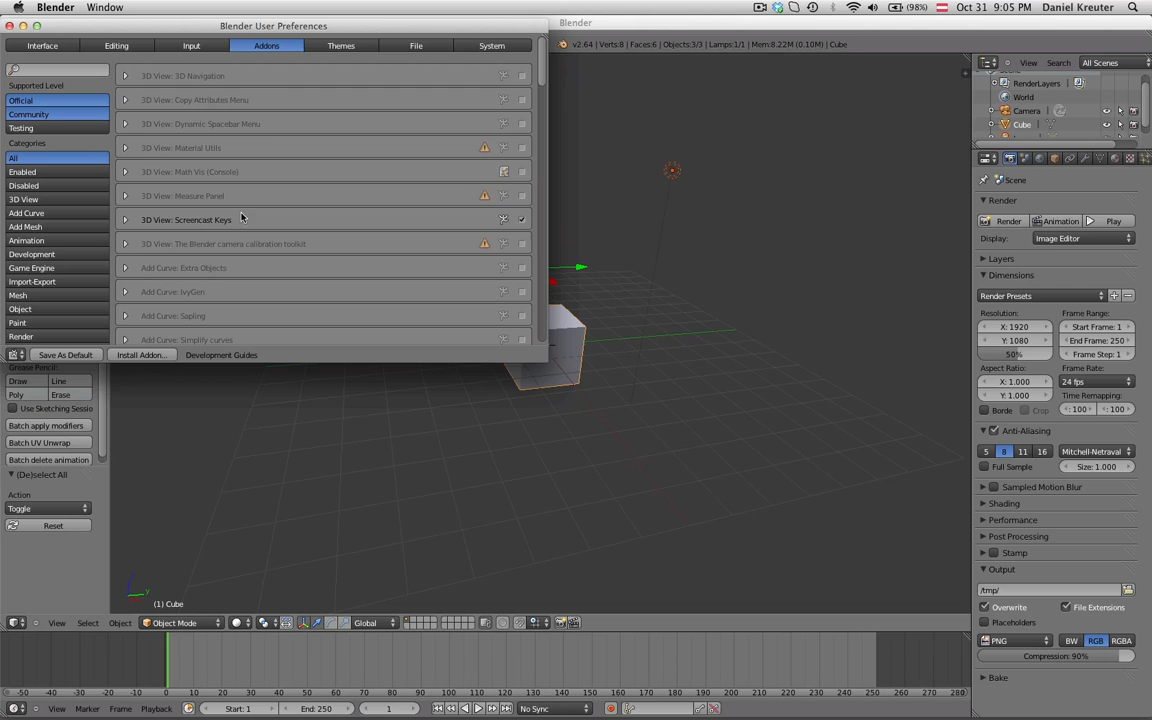 Blender Window
(98%) Oct 31 9:05 PM Daniel Kreuter
Blender User Preferences
Blender
Interface Editing Input Addons Themes File System
v2.64 | Verts:8 | Faces:6 | Objects:3/3 | Lamps:1/1 | Mem:8.22M (0.10M) | Cube
View Search All Scenes
Supported Level
Official
Community
Testing
Categories
All
Enabled
Disabled
3D View
Add Curve
Add Mesh
Animation
Development
Game Engine
Import-Export
Mesh
Object
Paint
Render
3D View: 3D Navigation
3D View: Copy Attributes Menu
3D View: Dynamic Spacebar Menu
3D View: Material Utils
3D View: Math Vis (Console)
3D View: Measure Panel
3D View: Screencast Keys
3D View: The Blender camera calibration toolkit
Add Curve: Extra Objects
Add Curve: IvyGen
Add Curve: Sapling
Add Curve: Simplify curves
Save As Default Install Addon... Development Guides
Grease Pencil:
Draw Line
Poly Erase
Use Sketching Sessio
Batch apply modifiers
Batch UV Unwrap
Batch delete animation
(De)select All
Action
Toggle
Reset
y
(1) Cube
View Select Object Object Mode Global
RenderLayers
World
Camera
Cube
Scene
Render
Render Animation Play
Display: Image Editor
Layers
Dimensions
Render Presets
Resolution: Frame Range:
X: 1920 Start Frame: 1
Y: 1080 End Frame: 250
50% Frame Step: 1
Aspect Ratio: Frame Rate:
X: 1.000 24 fps
Y: 1.000 Time Remapping:
Borde Crop : 100 : 100
Anti-Aliasing
5 8 11 16 Mitchell-Netraval
Full Sample Size: 1.000
Sampled Motion Blur
Shading
Performance
Post Processing
Stamp
Output
/tmp/
Overwrite File Extensions
Placeholders
PNG BW RGB RGBA
Compression: 90%
Bake
-50 -40 -30 -20 -10 0 10 20 30 40 50 60 70 80 90 100 110 120 130 140 150 160 170 180 190 200 210 220 230 240 250 260 270 280
View Marker Frame Playback Start: 1 End: 250 1 No Sync